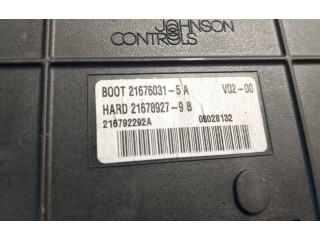 JOHNSON
CONTROLS
BOOT 21676031-5 A V02-00
HARD 21678927-9 B
216792292A 00028132